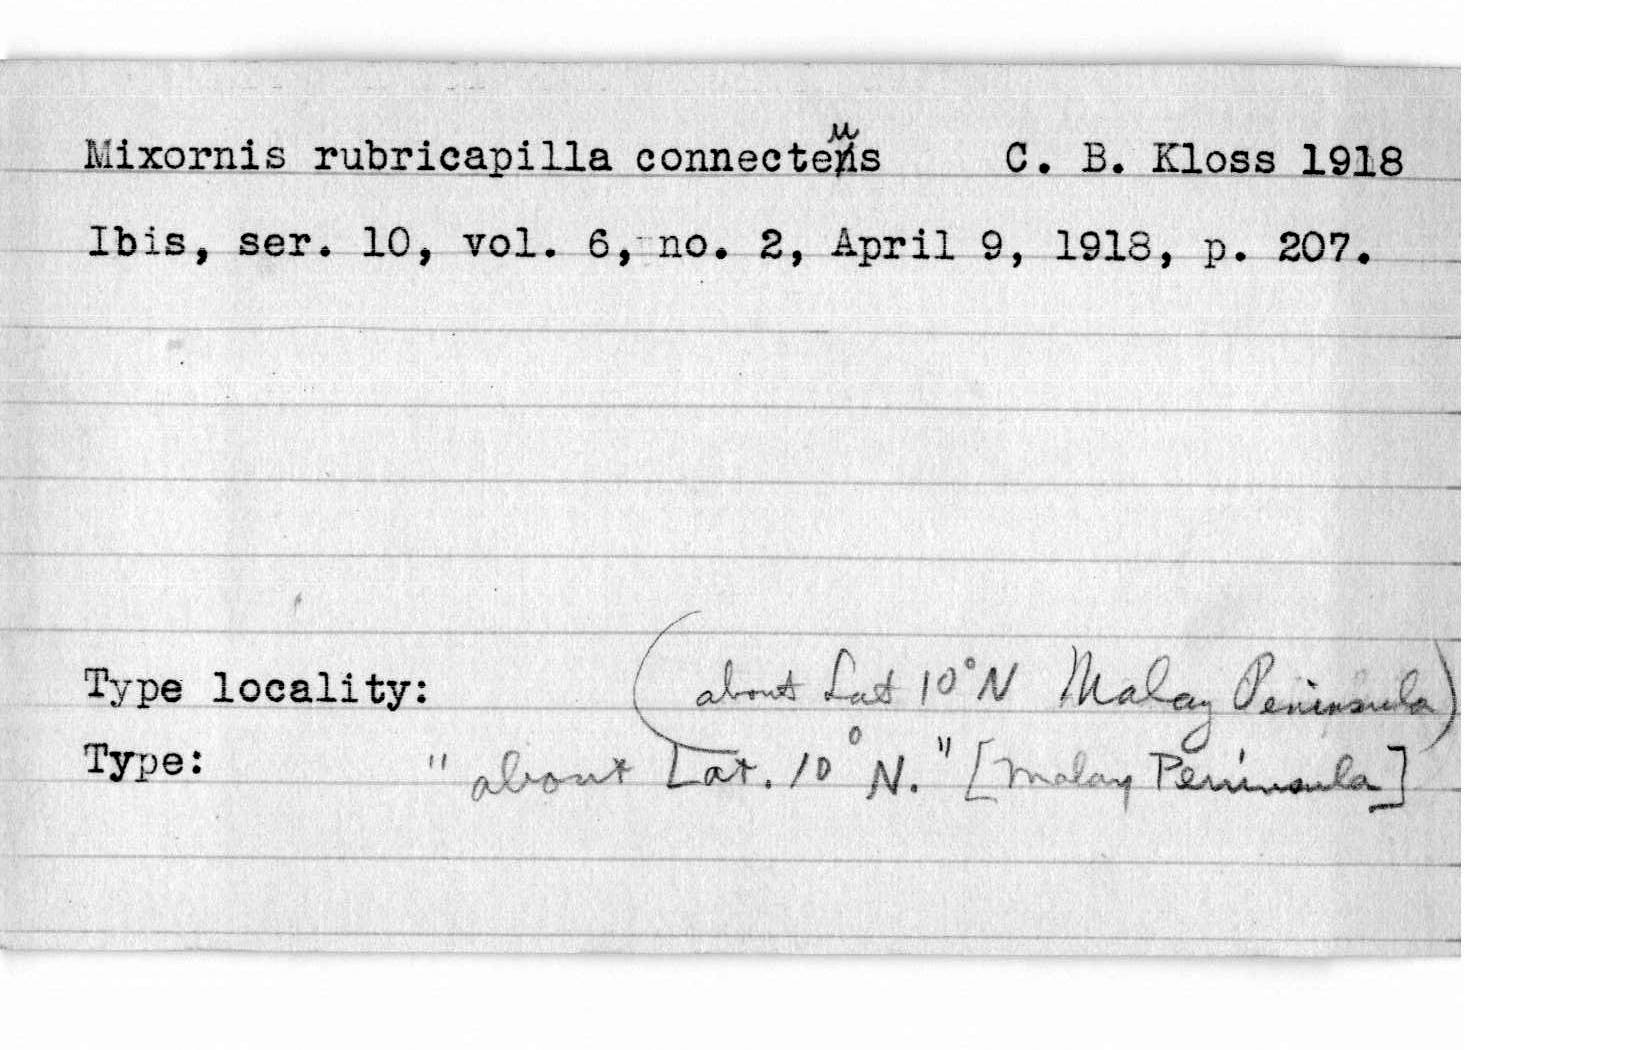 Mixornis rubricapilla connectens C. B. Kloss 1918
Ibis, ser. 10, vol. 6, no. 2, April 9, 1918, p. 207.
Type locality: (about Lat 10° N Malay Peninsula)
Type: "about Lat. 10° N." [Malay Peninsula]